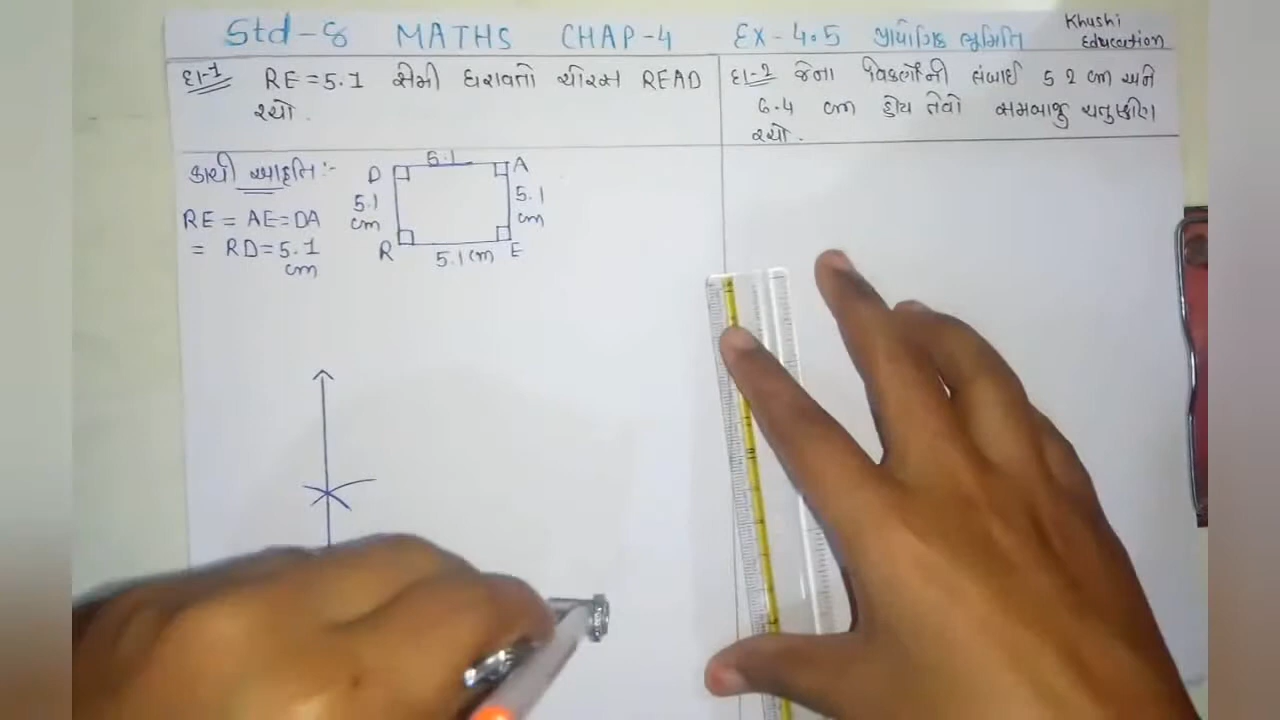 Std-8 MATHS CHAP-4 EX-4.5 પ્રાયોગિક ભૂમિતિ
Khushi
Education
દા-1 RE=5.1 સેમી ધરાવતો ચોરસ READ
રચો.
દા-2 જેના વિકર્ણોની લંબાઈ 5 2 cm અને
6.4 cm હોય તેવો સમબાજુ ચતુષ્કોણ
રચો.
કાચી આકૃતિ:-
RE = AE = DA
= RD = 5.1
cm
5.1
D
A
5.1
cm
5.1
cm
R
E
5.1 cm